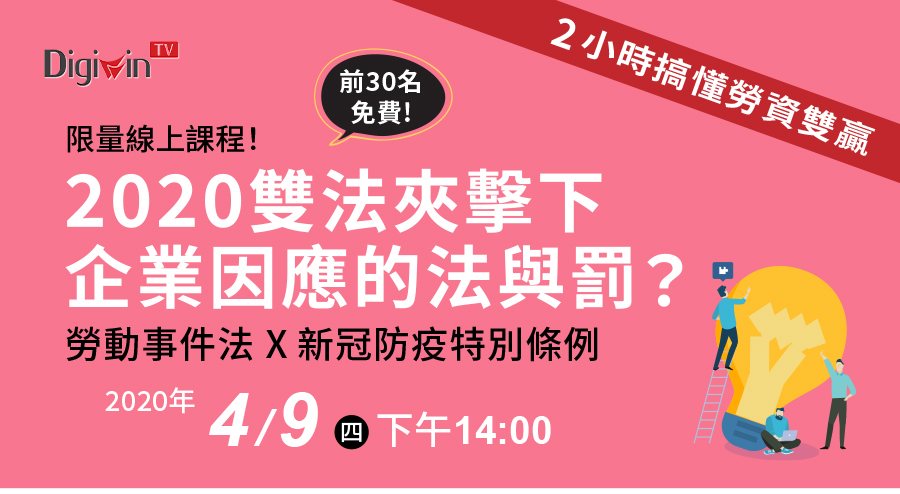 Digiwin TV
2小時搞懂勞資雙贏
前30名
免費!
限量線上課程!
2020雙法夾擊下
企業因應的法與罰?
勞動事件法 X 新冠防疫特別條例
2020年
4/9 四 下午14:00